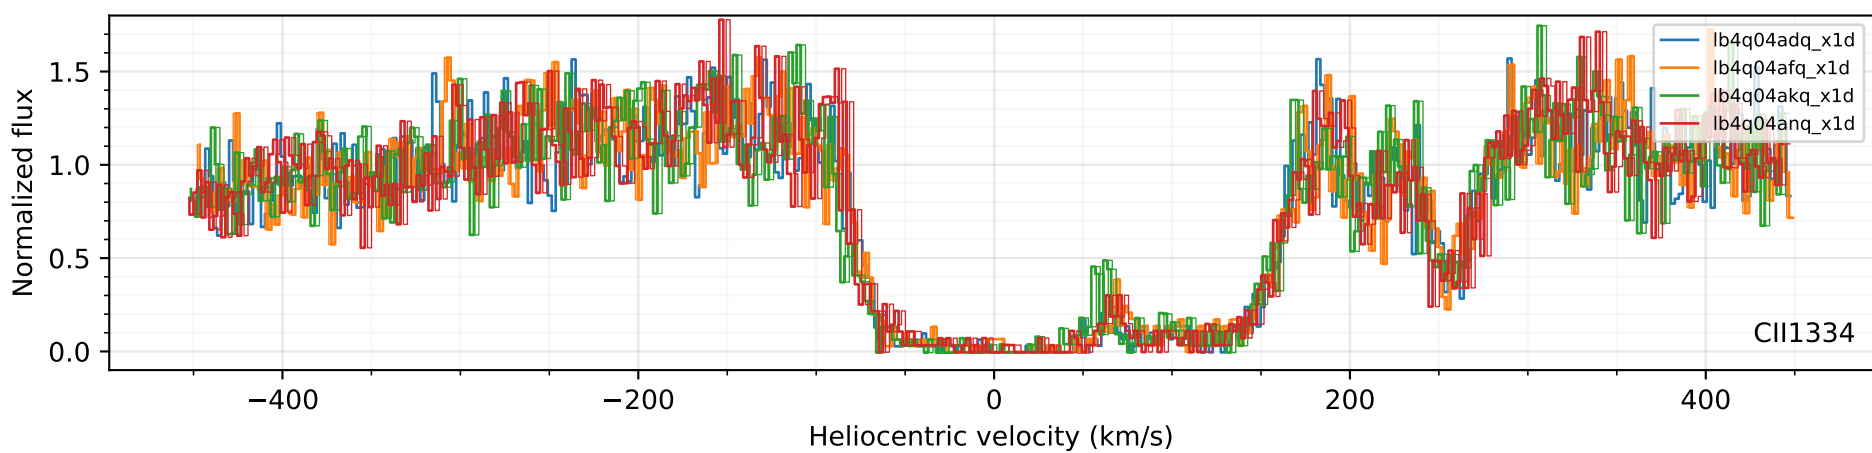 Normalized flux
1.5
1.0
0.5
0.0
lb4q04adq_x1d
lb4q04afq_x1d
lb4q04akq_x1d
lb4q04anq_x1d
CII1334
−400
−200
0
200
400
Heliocentric velocity (km/s)